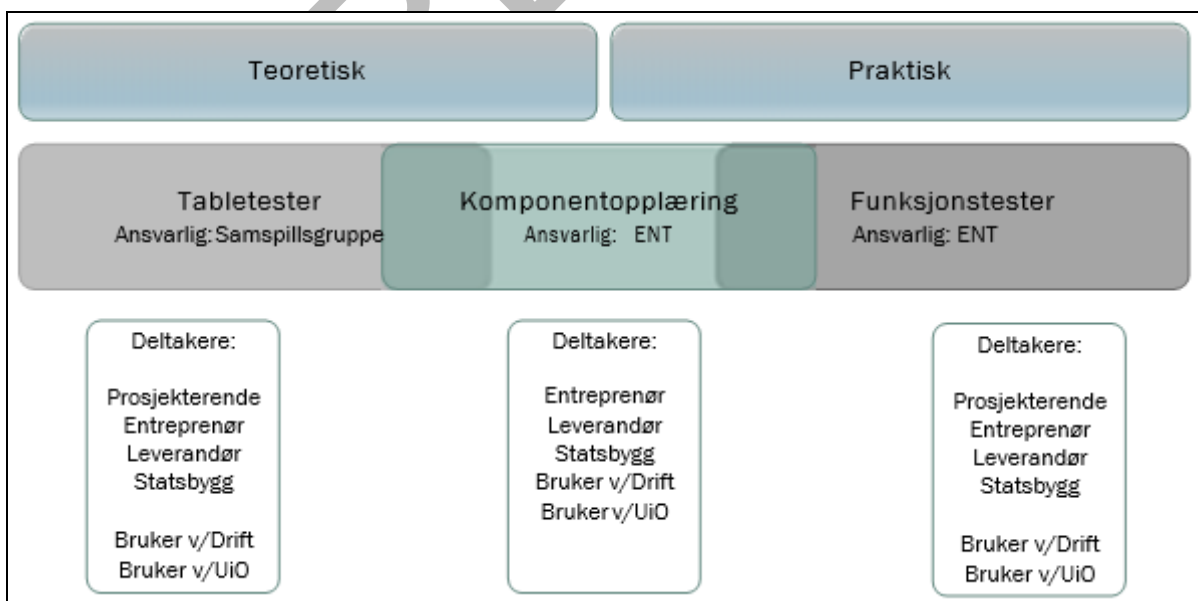 Teoretisk
Praktisk
Tabletester
Ansvarlig: Samspillsgruppe
Komponentopplæring
Ansvarlig: ENT
Funksjonstester
Ansvarlig: ENT
Deltakere:
Prosjekterende
Entreprenør
Leverandør
Statsbygg
Bruker v/Drift
Bruker v/UiO
Deltakere:
Entreprenør
Leverandør
Statsbygg
Bruker v/Drift
Bruker v/UiO
Deltakere:
Prosjekterende
Entreprenør
Leverandør
Statsbygg
Bruker v/Drift
Bruker v/UiO